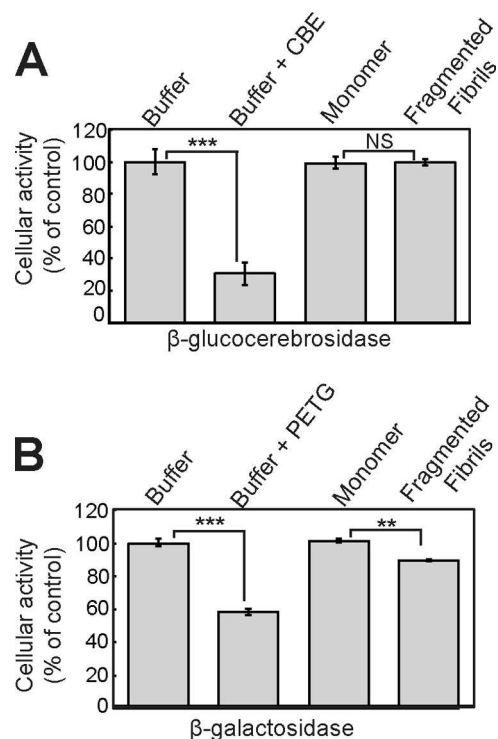 A
Buffer
Buffer + CBE
Monomer
Fragmented
Fibrils
Cellular activity
(% of control)
120
100
80
60
40
20
0
***
NS
β-glucocerebrosidase
B
Buffer
Buffer + PETG
Monomer
Fragmented
Fibrils
Cellular activity
(% of control)
120
100
80
60
40
20
0
***
**
β-galactosidase